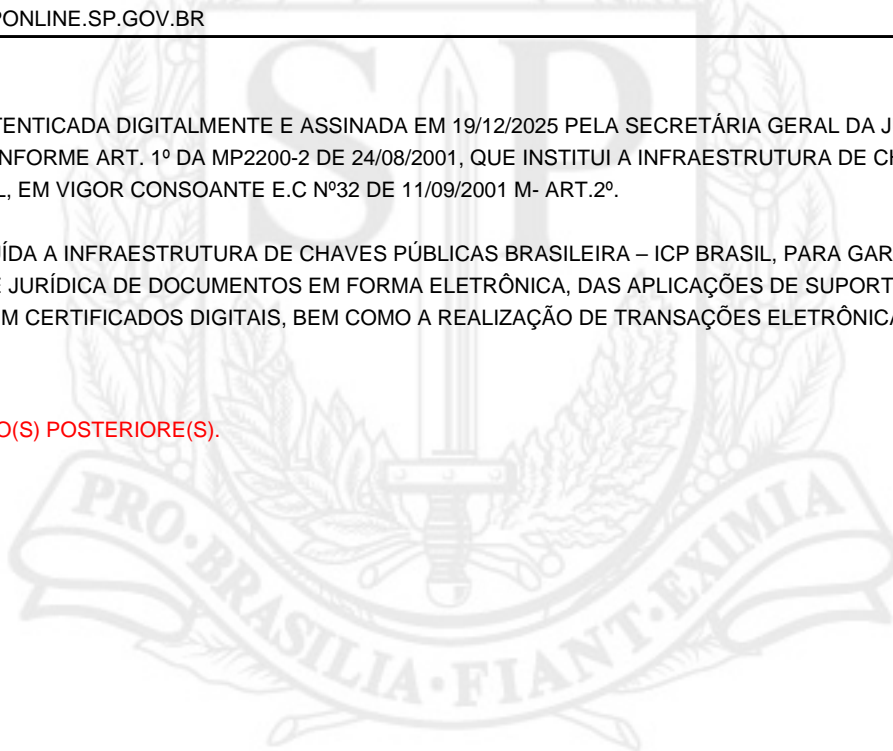 PONLINE.SP.GOV.BR
TENTICADA DIGITALMENTE E ASSINADA EM 19/12/2025 PELA SECRETÁRIA GERAL DA J
NFORME ART. 1º DA MP2200-2 DE 24/08/2001, QUE INSTITUI A INFRAESTRUTURA DE CH
L, EM VIGOR CONSOANTE E.C Nº32 DE 11/09/2001 M- ART.2º.
UÍDA A INFRAESTRUTURA DE CHAVES PÚBLICAS BRASILEIRA – ICP BRASIL, PARA GAR
E JURÍDICA DE DOCUMENTOS EM FORMA ELETRÔNICA, DAS APLICAÇÕES DE SUPORT
EM CERTIFICADOS DIGITAIS, BEM COMO A REALIZAÇÃO DE TRANSAÇÕES ELETRÔNICA
O(S) POSTERIORE(S).
SP
PRO·BRASILIA·FIANT·EXIMIA